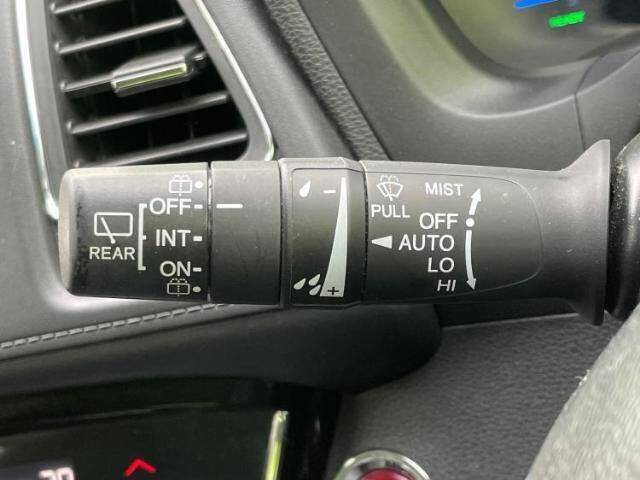 READY
REAR
OFF
INT
ON
−
+
PULL
MIST
OFF
AUTO
LO
HI